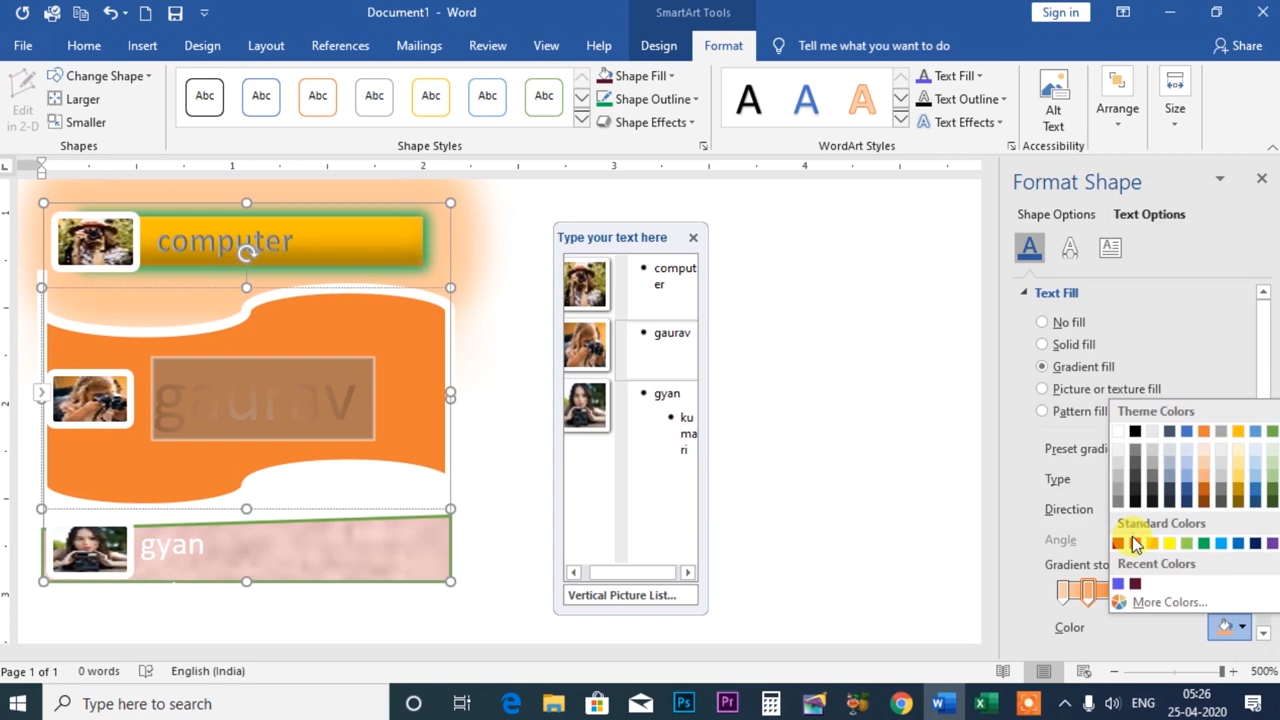 Document1 - Word
SmartArt Tools
Sign in
File
Home
Insert
Design
Layout
References
Mailings
Review
View
Help
Design
Format
Tell me what you want to do
Share
Edit
in 2-D
Change Shape
Larger
Smaller
Shapes
Abc
Abc
Abc
Abc
Abc
Abc
Abc
Shape Fill
Shape Outline
Shape Effects
Shape Styles
A
A
A
Text Fill
Text Outline
Text Effects
WordArt Styles
Alt
Text
Accessibility
Arrange
Size
1
2
3
4
1
2
3
computer
gaurav
gyan
Type your text here
comput
er
gaurav
gyan
ku
ma
ri
Vertical Picture List...
Format Shape
Shape Options
Text Options
Text Fill
No fill
Solid fill
Gradient fill
Picture or texture fill
Pattern fill
Preset gradi
Type
Direction
Angle
Gradient sto
Color
Theme Colors
Standard Colors
Recent Colors
More Colors...
Page 1 of 1
0 words
English (India)
500%
Type here to search
ENG
05:26
25-04-2020